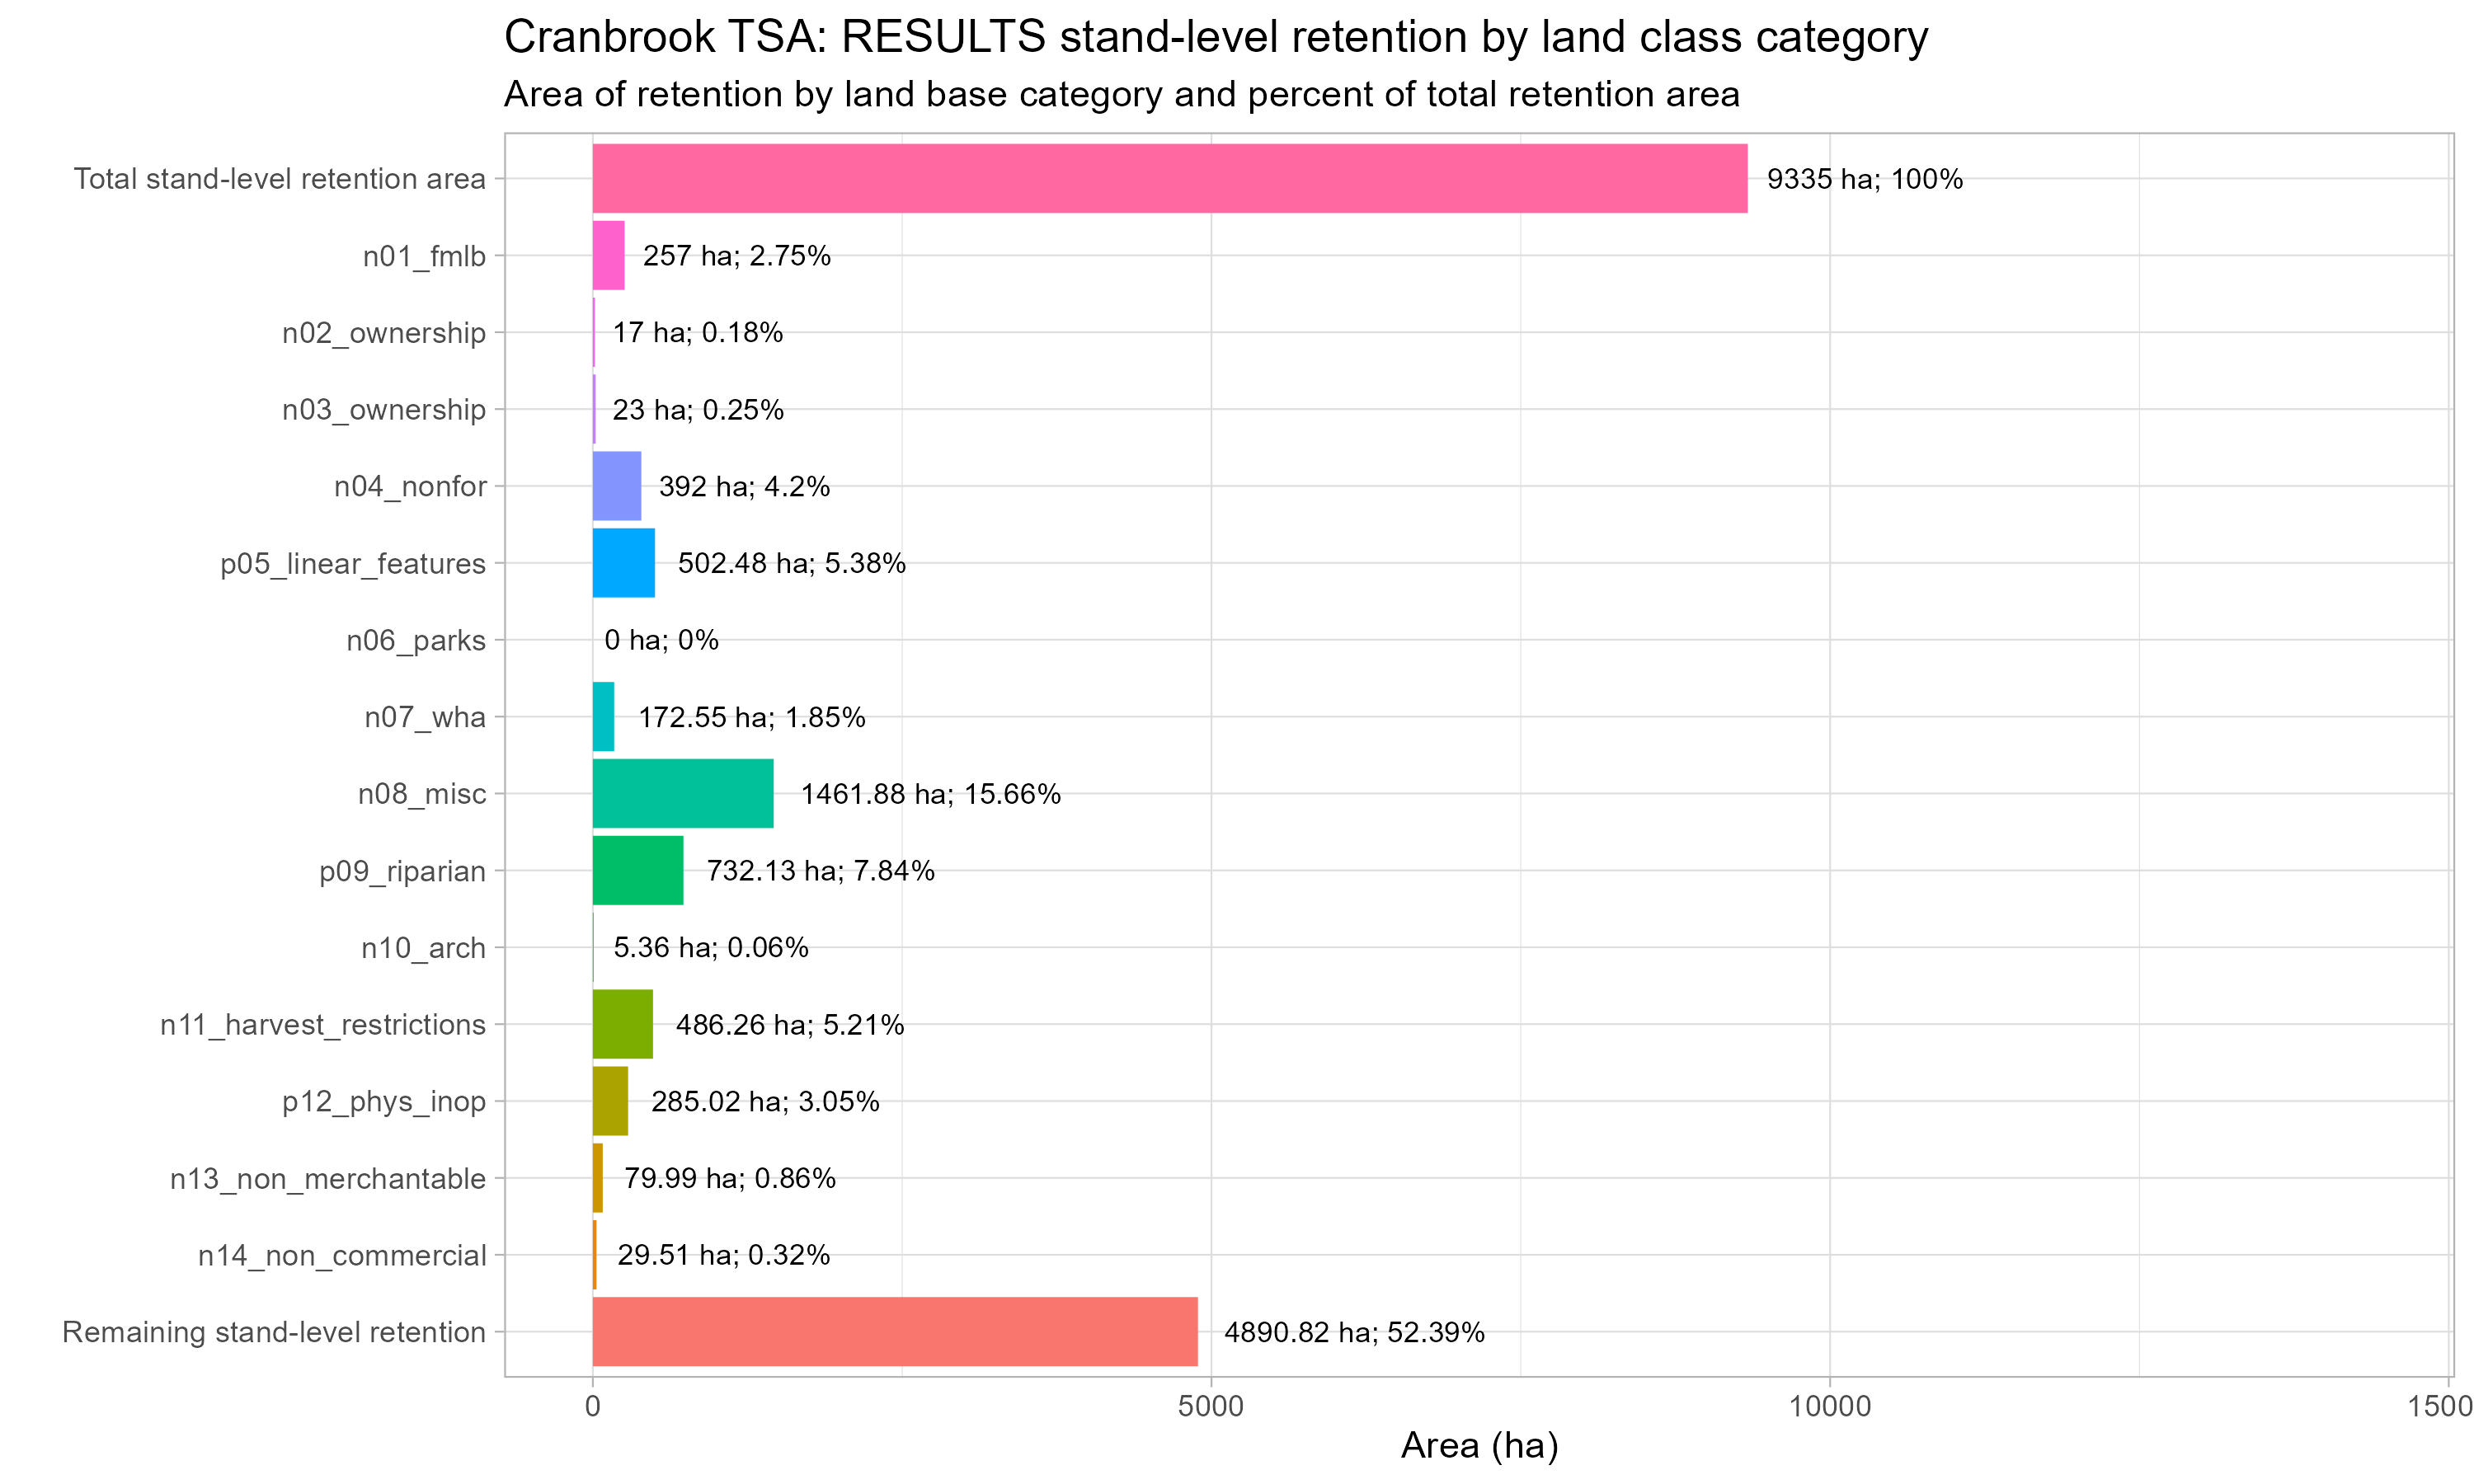 Cranbrook TSA: RESULTS stand-level retention by land class category
Area of retention by land base category and percent of total retention area
Total stand-level retention area 9335 ha; 100%
n01_fmlb 257 ha; 2.75%
n02_ownership 17 ha; 0.18%
n03_ownership 23 ha; 0.25%
n04_nonfor 392 ha; 4.2%
p05_linear_features 502.48 ha; 5.38%
n06_parks 0 ha; 0%
n07_wha 172.55 ha; 1.85%
n08_misc 1461.88 ha; 15.66%
p09_riparian 732.13 ha; 7.84%
n10_arch 5.36 ha; 0.06%
n11_harvest_restrictions 486.26 ha; 5.21%
p12_phys_inop 285.02 ha; 3.05%
n13_non_merchantable 79.99 ha; 0.86%
n14_non_commercial 29.51 ha; 0.32%
Remaining stand-level retention 4890.82 ha; 52.39%
0 5000 10000 1500
Area (ha)